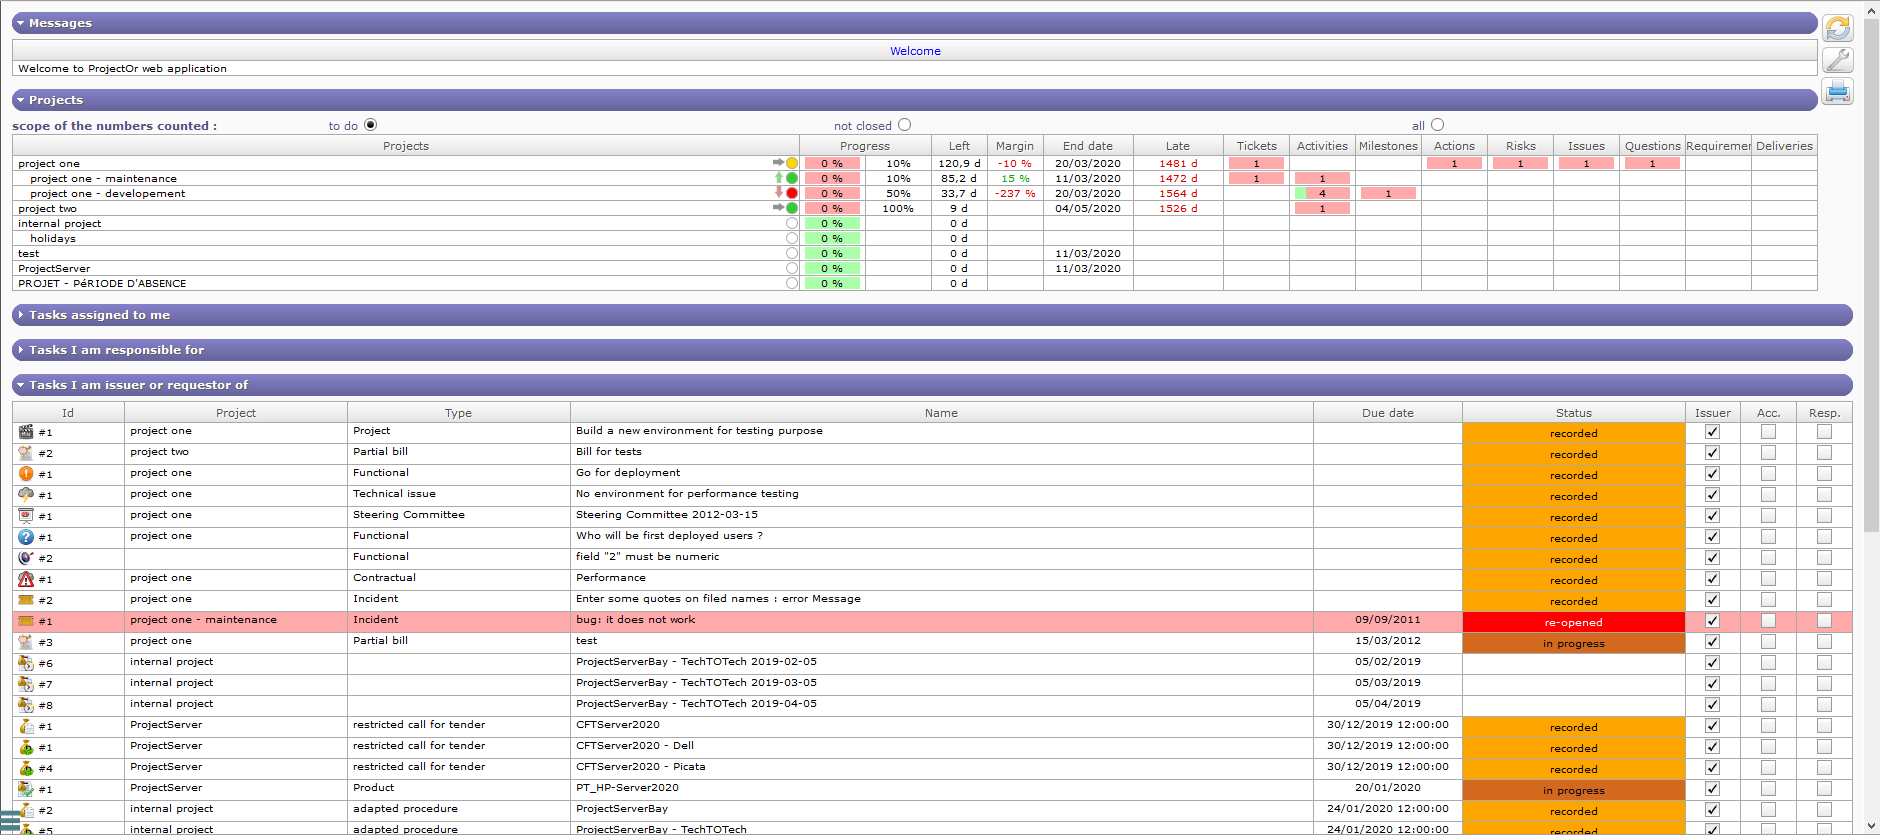 Messages
Welcome
Welcome to ProjectOr web application
Projects
scope of the numbers counted : to do not closed all
Projects Progress Left Margin End date Late Tickets Activities Milestones Actions Risks Issues Questions Requiremen Deliveries
project one 0 % 10% 120,9 d -10 % 20/03/2020 1481 d 1 1 1 1 1
project one - maintenance 0 % 10% 85,2 d 15 % 11/03/2020 1472 d 1 1
project one - developement 0 % 50% 33,7 d -237 % 20/03/2020 1564 d 4 1
project two 0 % 100% 9 d 04/05/2020 1526 d 1
internal project 0 % 0 d
holidays 0 % 0 d
test 0 % 0 d 11/03/2020
ProjectServer 0 % 0 d 11/03/2020
PROJET - PéRIODE D'ABSENCE 0 % 0 d
Tasks assigned to me
Tasks I am responsible for
Tasks I am issuer or requestor of
Id Project Type Name Due date Status Issuer Acc. Resp.
#1 project one Project Build a new environment for testing purpose recorded
#2 project two Partial bill Bill for tests recorded
#1 project one Functional Go for deployment recorded
#1 project one Technical issue No environment for performance testing recorded
#1 project one Steering Committee Steering Committee 2012-03-15 recorded
#1 project one Functional Who will be first deployed users ? recorded
#2 Functional field "2" must be numeric recorded
#1 project one Contractual Performance recorded
#2 project one Incident Enter some quotes on filed names : error Message recorded
#1 project one - maintenance Incident bug: it does not work 09/09/2011 re-opened
#3 project one Partial bill test 15/03/2012 in progress
#6 internal project ProjectServerBay - TechTOTech 2019-02-05 05/02/2019
#7 internal project ProjectServerBay - TechTOTech 2019-03-05 05/03/2019
#8 internal project ProjectServerBay - TechTOTech 2019-04-05 05/04/2019
#1 ProjectServer restricted call for tender CFTServer2020 30/12/2019 12:00:00 recorded
#1 ProjectServer restricted call for tender CFTServer2020 - Dell 30/12/2019 12:00:00 recorded
#4 ProjectServer restricted call for tender CFTServer2020 - Picata 30/12/2019 12:00:00 recorded
#1 ProjectServer Product PT_HP-Server2020 20/01/2020 in progress
#2 internal project adapted procedure ProjectServerBay 24/01/2020 12:00:00 recorded
#5 internal project adapted procedure ProjectServerBay - TechTOTech 24/01/2020 12:00:00 recorded